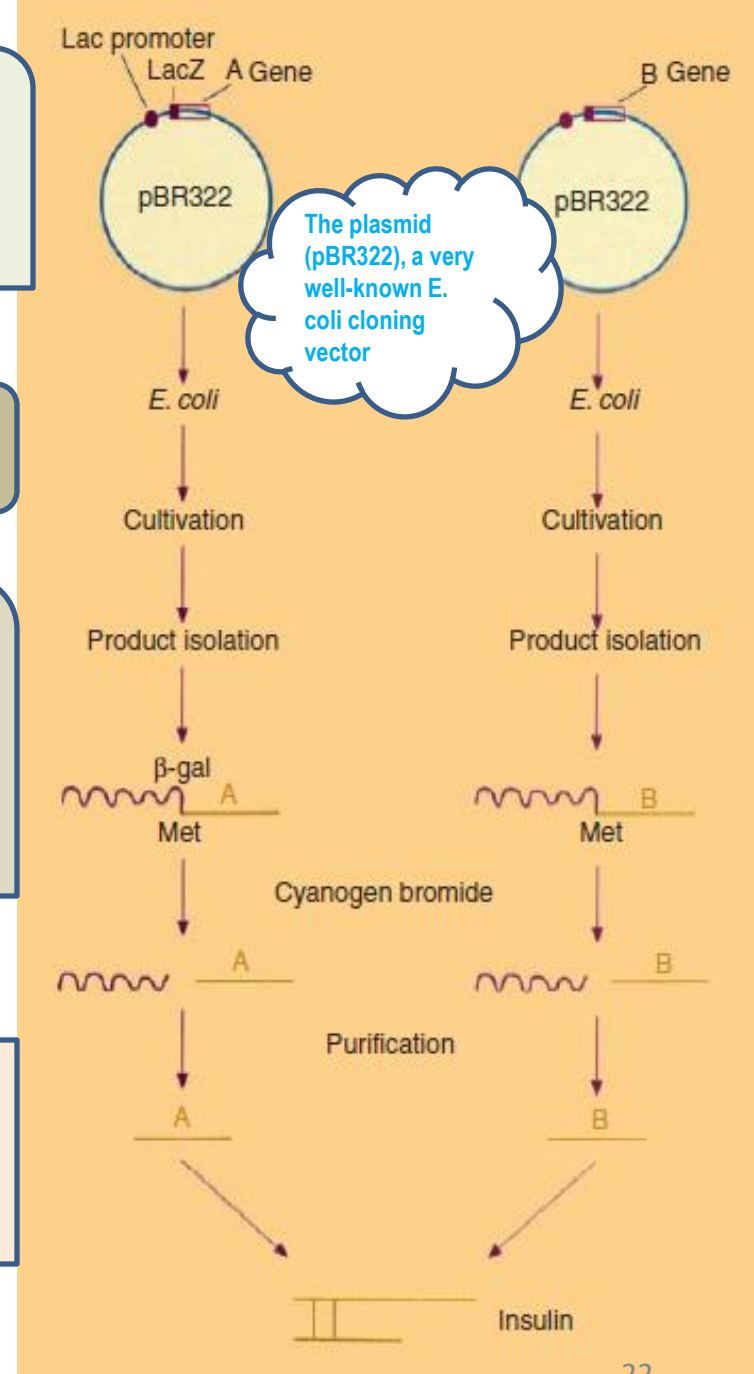 Lac promoter
LacZ A Gene
B Gene
pBR322
pBR322
The plasmid
(pBR322), a very
well-known E.
coli cloning
vector
E. coli
E. coli
Cultivation
Cultivation
Product isolation
Product isolation
β-gal
A
B
Met
Met
Cyanogen bromide
A
B
Purification
A
B
Insulin
22